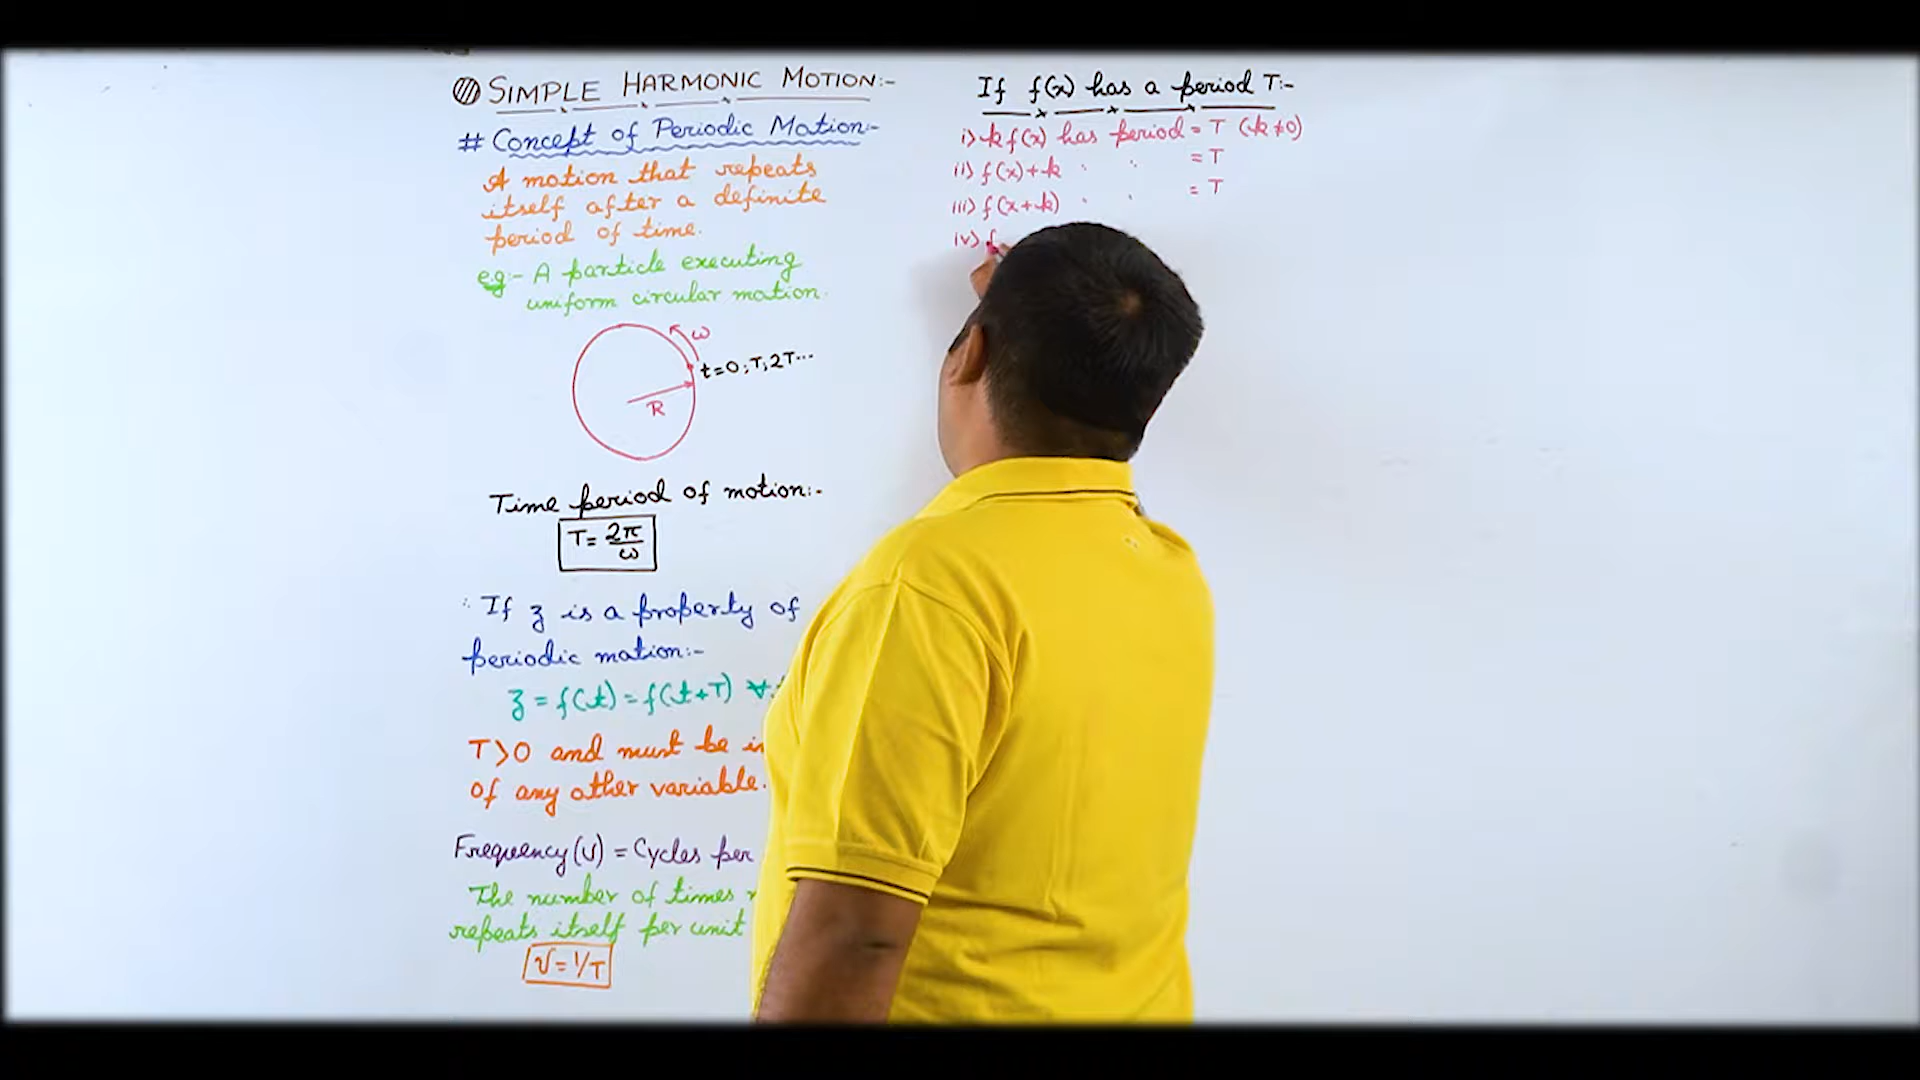 SIMPLE HARMONIC MOTION:-
# Concept of Periodic Motion:-
A motion that repeats
itself after a definite
period of time.
e.g:- A particle executing
uniform circular motion.
ω
t=0, T, 2T...
R
Time period of motion:-
T = 2π/ω
∴ If z is a property of
periodic motion:-
z = f(t) = f(t+T) ∀
T>0 and must be
of any other variable.
Frequency (ν) = Cycles per
The number of times
repeats itself per unit
ν = 1/T
If f(x) has a period T:-
i) k f(x) has period = T (k ≠ 0)
ii) f(x)+k " " = T
iii) f(x+k) " " = T
iv) f